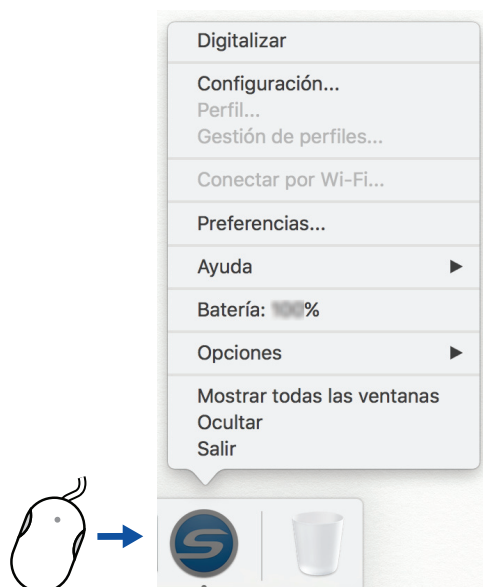 Digitalizar
Configuración...
Perfil...
Gestión de perfiles...
Conectar por Wi-Fi...
Preferencias...
Ayuda
Batería: %
Opciones
Mostrar todas las ventanas
Ocultar
Salir